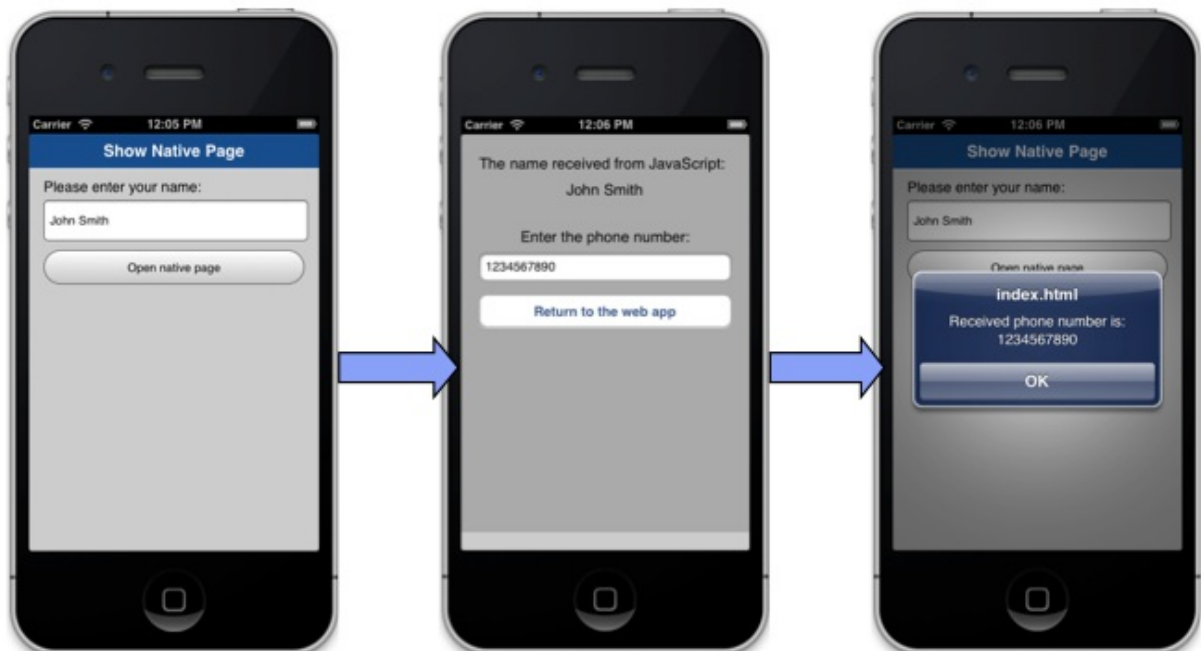 Carrier 12:05 PM
Show Native Page
Please enter your name:
John Smith
Open native page
Carrier 12:06 PM
The name received from JavaScript:
John Smith
Enter the phone number:
1234567890
Return to the web app
Carrier 12:06 PM
Show Native Page
Please enter your name:
John Smith
Open native page
index.html
Received phone number is:
1234567890
OK